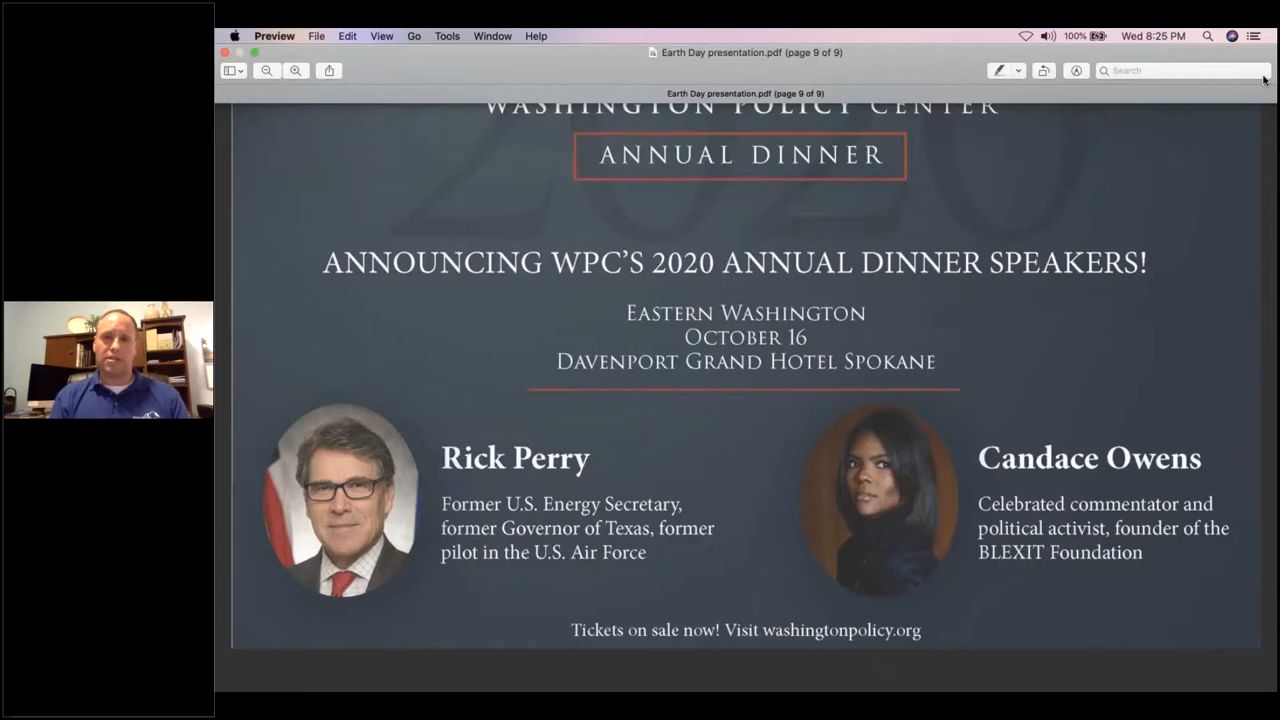 Preview File Edit View Go Tools Window Help 100% Wed 8:25 PM
Earth Day presentation.pdf (page 9 of 9)
Search
Earth Day presentation.pdf (page 9 of 9)
WASHINGTON POLICY CENTER
2020
ANNUAL DINNER
ANNOUNCING WPC'S 2020 ANNUAL DINNER SPEAKERS!
EASTERN WASHINGTON
OCTOBER 16
DAVENPORT GRAND HOTEL SPOKANE
Rick Perry
Former U.S. Energy Secretary,
former Governor of Texas, former
pilot in the U.S. Air Force
Candace Owens
Celebrated commentator and
political activist, founder of the
BLEXIT Foundation
Tickets on sale now! Visit washingtonpolicy.org